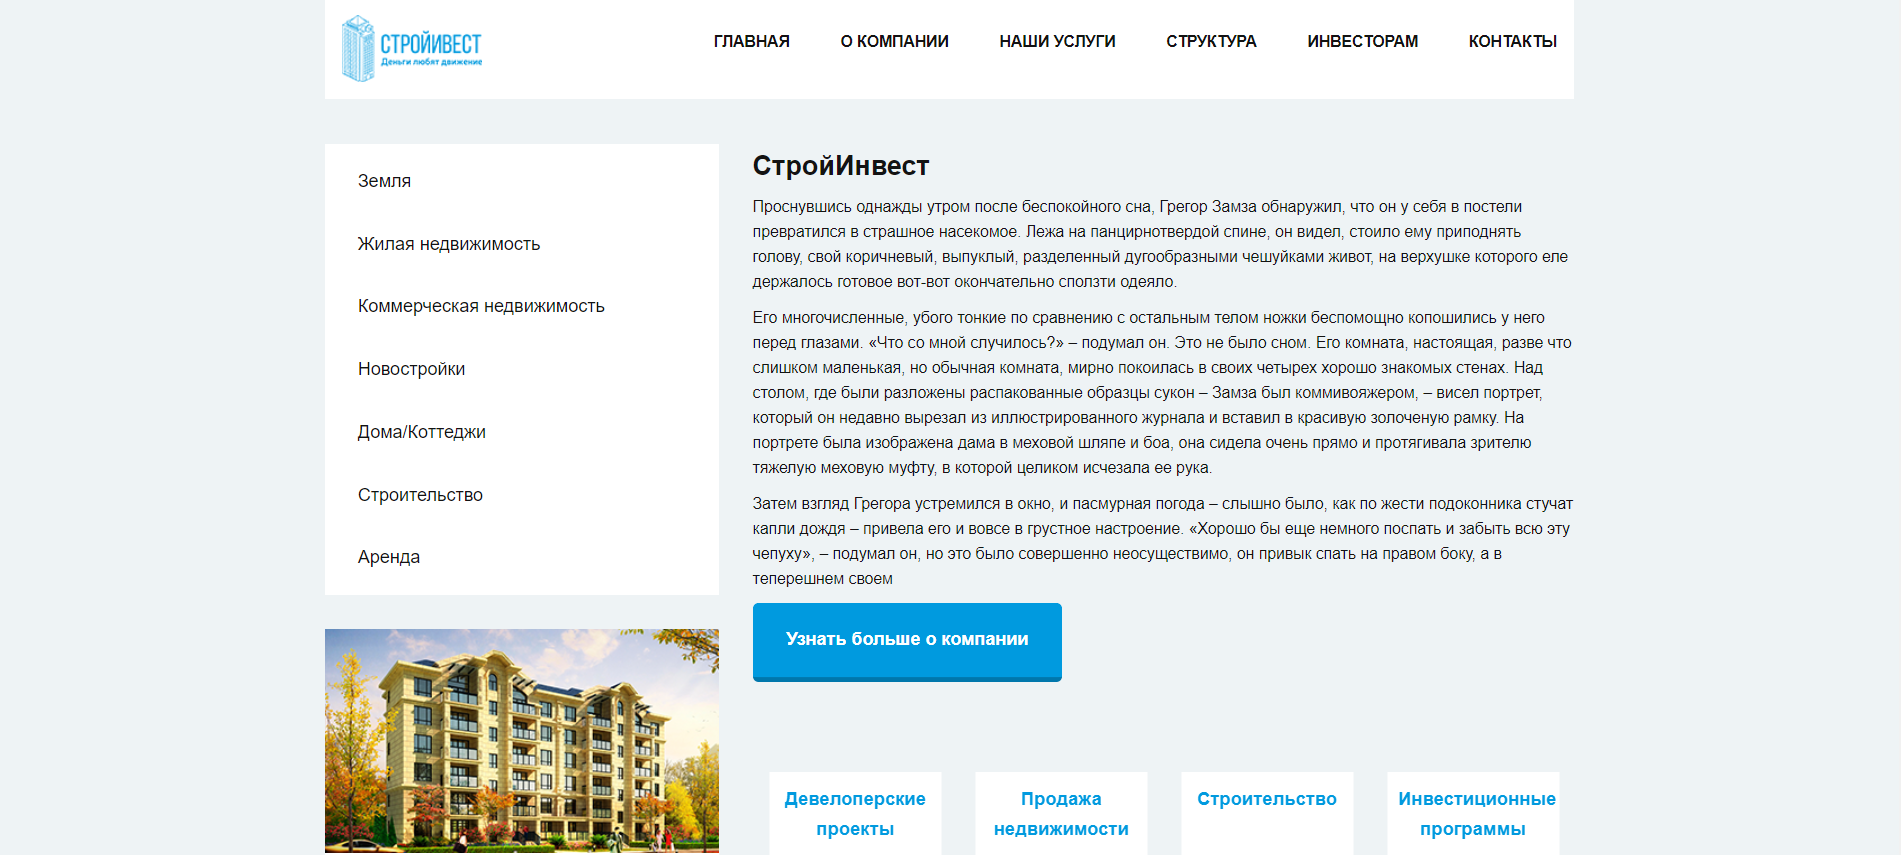 СТРОЙИВЕСТ
Деньги любят движение
ГЛАВНАЯ
О КОМПАНИИ
НАШИ УСЛУГИ
СТРУКТУРА
ИНВЕСТОРАМ
КОНТАКТЫ
Земля
Жилая недвижимость
Коммерческая недвижимость
Новостройки
Дома/Коттеджи
Строительство
Аренда
СтройИнвест
Проснувшись однажды утром после беспокойного сна, Грегор Замза обнаружил, что он у себя в постели
превратился в страшное насекомое. Лежа на панцирнотвердой спине, он видел, стоило ему приподнять
голову, свой коричневый, выпуклый, разделенный дугообразными чешуйками живот, на верхушке которого еле
держалось готовое вот-вот окончательно сползти одеяло.
Его многочисленные, убого тонкие по сравнению с остальным телом ножки беспомощно копошились у него
перед глазами. «Что со мной случилось?» – подумал он. Это не было сном. Его комната, настоящая, разве что
слишком маленькая, но обычная комната, мирно покоилась в своих четырех хорошо знакомых стенах. Над
столом, где были разложены распакованные образцы сукон – Замза был коммивояжером, – висел портрет,
который он недавно вырезал из иллюстрированного журнала и вставил в красивую золоченую рамку. На
портрете была изображена дама в меховой шляпе и боа, она сидела очень прямо и протягивала зрителю
тяжелую меховую муфту, в которой целиком исчезала ее рука.
Затем взгляд Грегора устремился в окно, и пасмурная погода – слышно было, как по жести подоконника стучат
капли дождя – привела его и вовсе в грустное настроение. «Хорошо бы еще немного поспать и забыть всю эту
чепуху», – подумал он, но это было совершенно неосуществимо, он привык спать на правом боку, а в
теперешнем своем
Узнать больше о компании
Девелоперские
проекты
Продажа
недвижимости
Строительство
Инвестиционные
программы